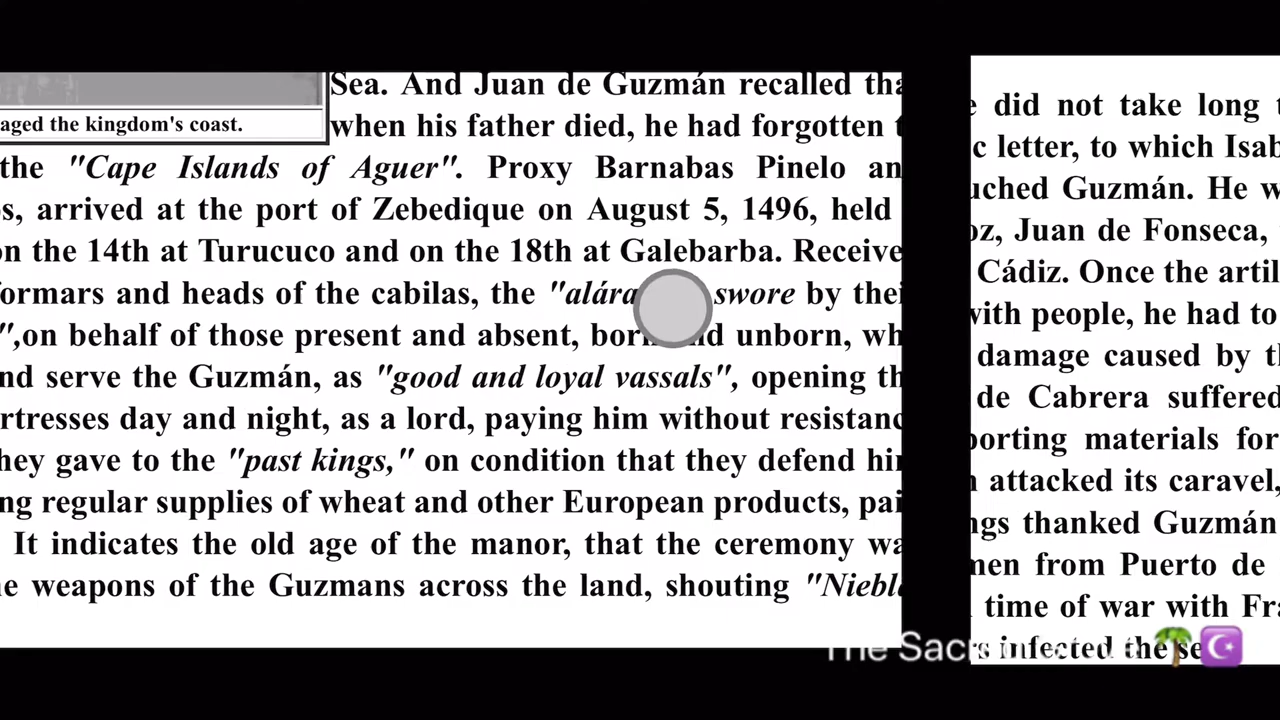 Sea. And Juan de Guzmán recalled tha
aged the kingdom's coast.
when his father died, he had forgotten t
the "Cape Islands of Aguer". Proxy Barnabas Pinelo an
s, arrived at the port of Zebedique on August 5, 1496, held
on the 14th at Turucuco and on the 18th at Galebarba. Receive
formars and heads of the cabilas, the "alára swore by thei
",on behalf of those present and absent, born nd unborn, wh
nd serve the Guzmán, as "good and loyal vassals", opening th
rtresses day and night, as a lord, paying him without resistanc
hey gave to the "past kings," on condition that they defend hi
ng regular supplies of wheat and other European products, pai
It indicates the old age of the manor, that the ceremony wa
e weapons of the Guzmans across the land, shouting "Niebl
e did not take long t
c letter, to which Isab
uched Guzmán. He w
oz, Juan de Fonseca,
Cádiz. Once the artil
with people, he had to
damage caused by th
de Cabrera suffered
porting materials for
n attacked its caravel,
ngs thanked Guzmán
men from Puerto de
time of war with Fra
infected the se
The Sac